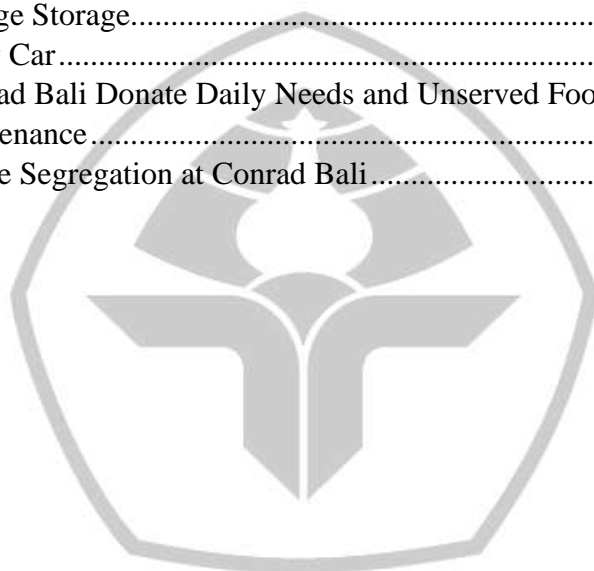 ge Storage...............................................................
Car.........................................................................
ad Bali Donate Daily Needs and Unserved Foo
enance......................................................................
e Segregation at Conrad Bali..............................